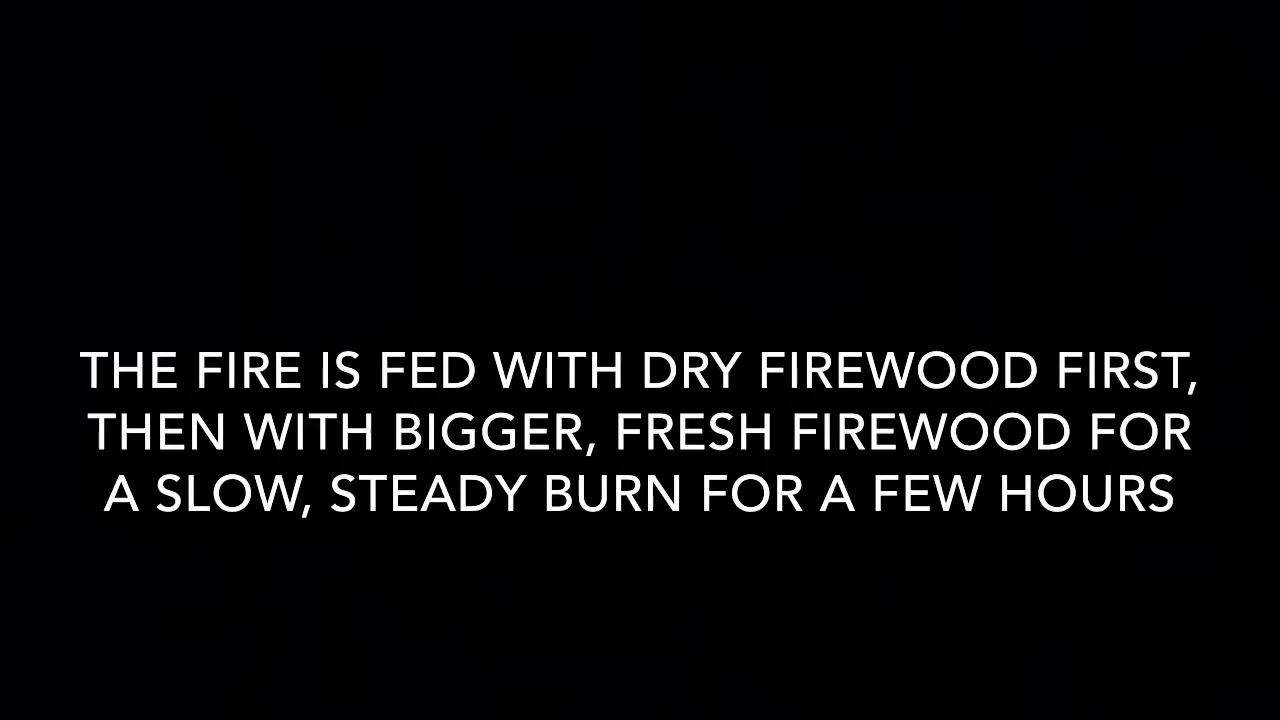 THE FIRE IS FED WITH DRY FIREWOOD FIRST,
THEN WITH BIGGER, FRESH FIREWOOD FOR
A SLOW, STEADY BURN FOR A FEW HOURS